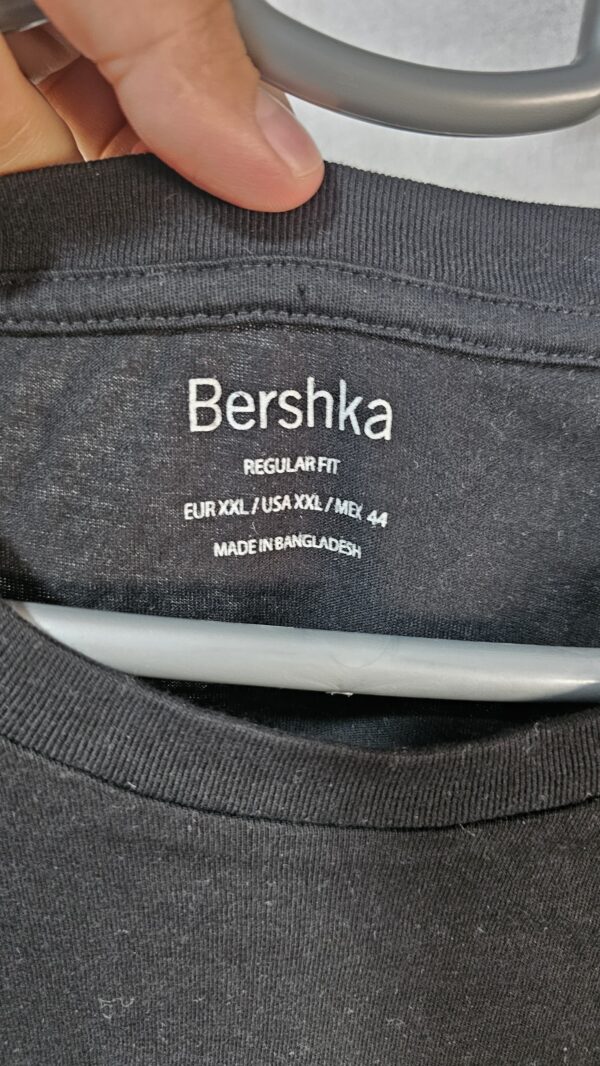 Bershka
REGULAR FIT
EUR XXL / USA XXL / MEX 44
MADE IN BANGLADESH